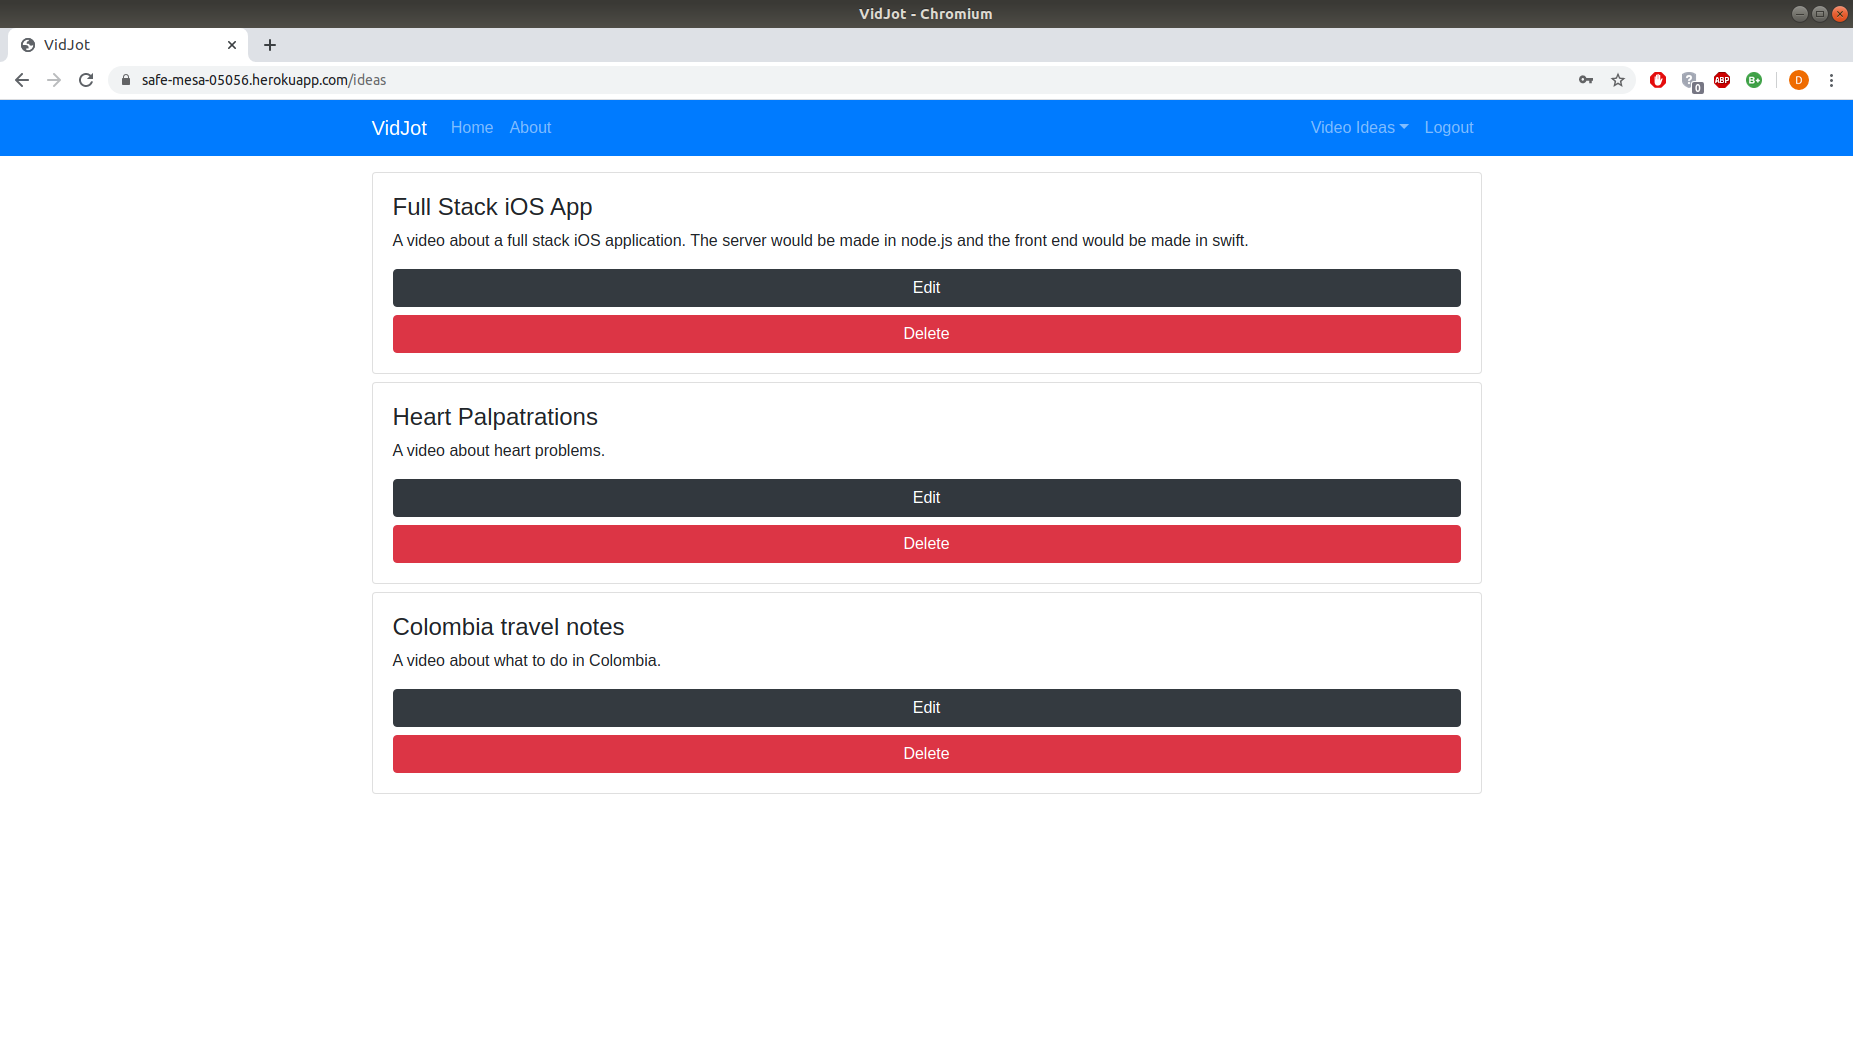 VidJot - Chromium
VidJot
safe-mesa-05056.herokuapp.com/ideas
0
ABP
B+
D
VidJot Home About Video Ideas Logout
Full Stack iOS App
A video about a full stack iOS application. The server would be made in node.js and the front end would be made in swift.
Edit
Delete
Heart Palpatrations
A video about heart problems.
Edit
Delete
Colombia travel notes
A video about what to do in Colombia.
Edit
Delete